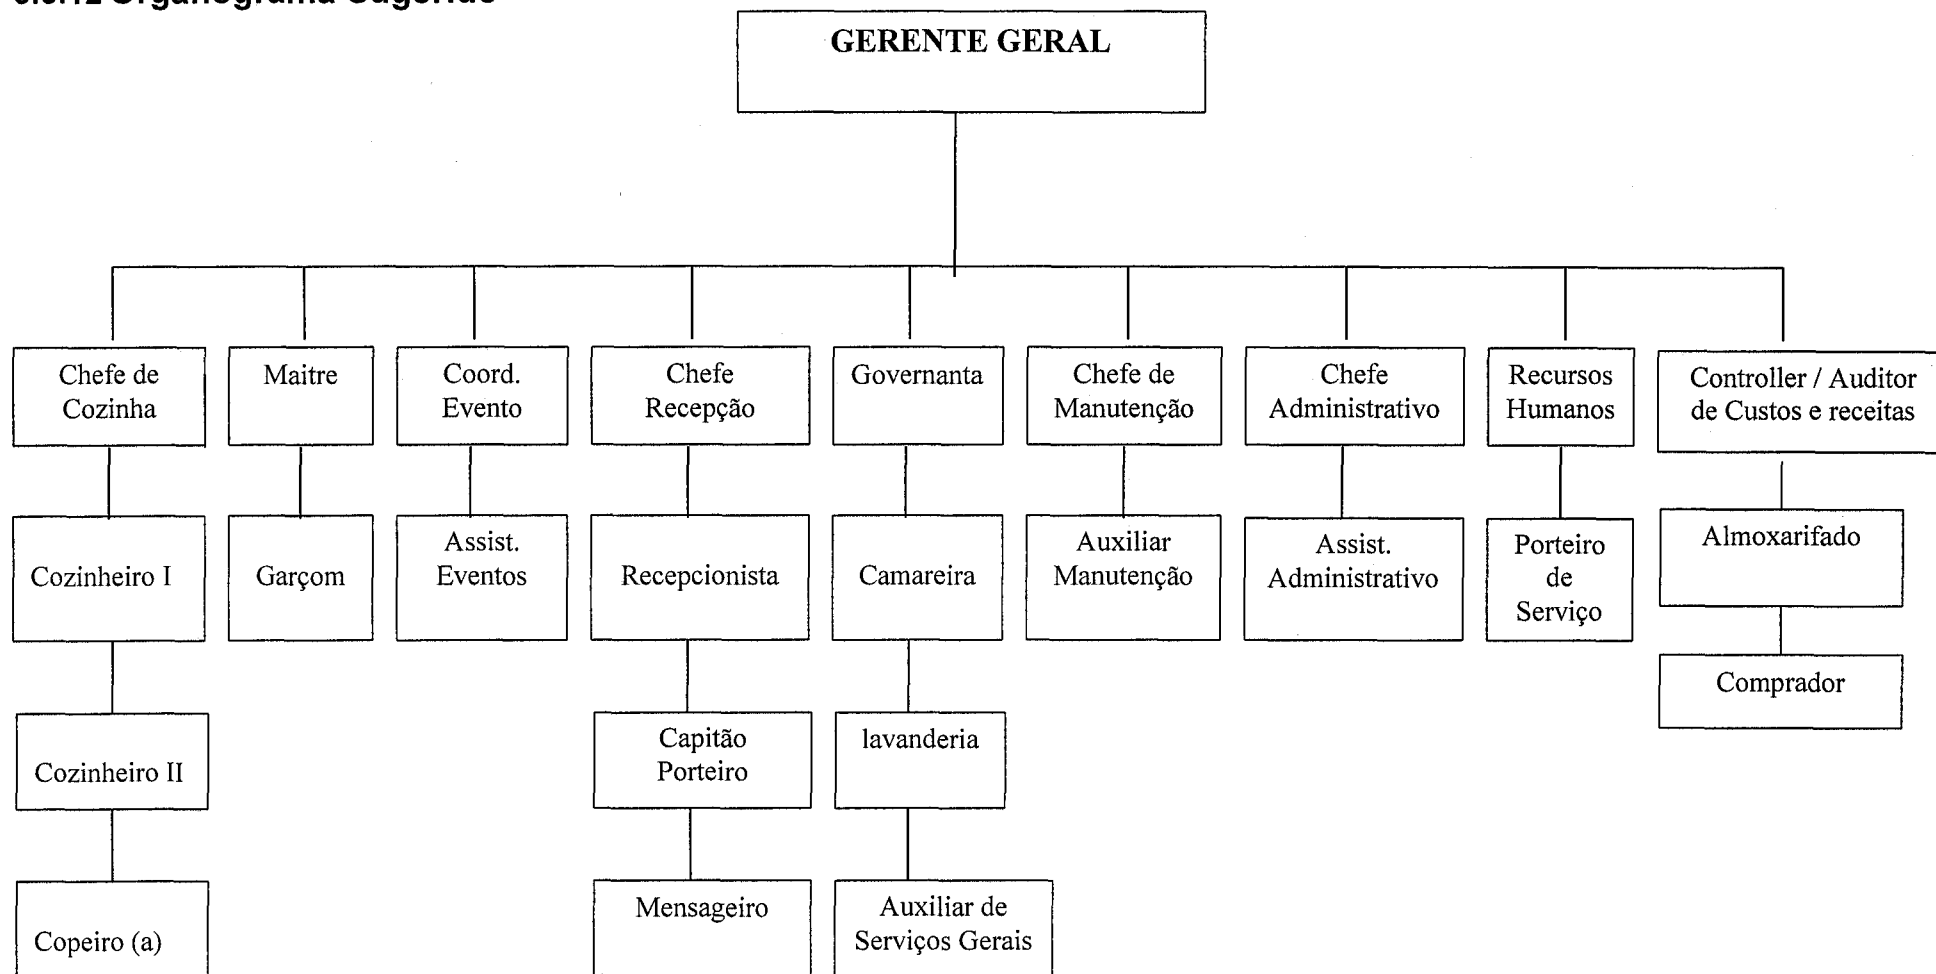 Organograma Sugerido
GERENTE GERAL
Chefe de
Cozinha
Maitre
Coord.
Evento
Chefe
Recepção
Governanta
Chefe de
Manutenção
Chefe
Administrativo
Recursos
Humanos
Controller / Auditor
de Custos e receitas
Cozinheiro I
Garçom
Assist.
Eventos
Recepcionista
Camareira
Auxiliar
Manutenção
Assist.
Administrativo
Porteiro
de
Serviço
Almoxarifado
Comprador
Cozinheiro II
Capitão
Porteiro
lavanderia
Copeiro (a)
Mensageiro
Auxiliar de
Serviços Gerais